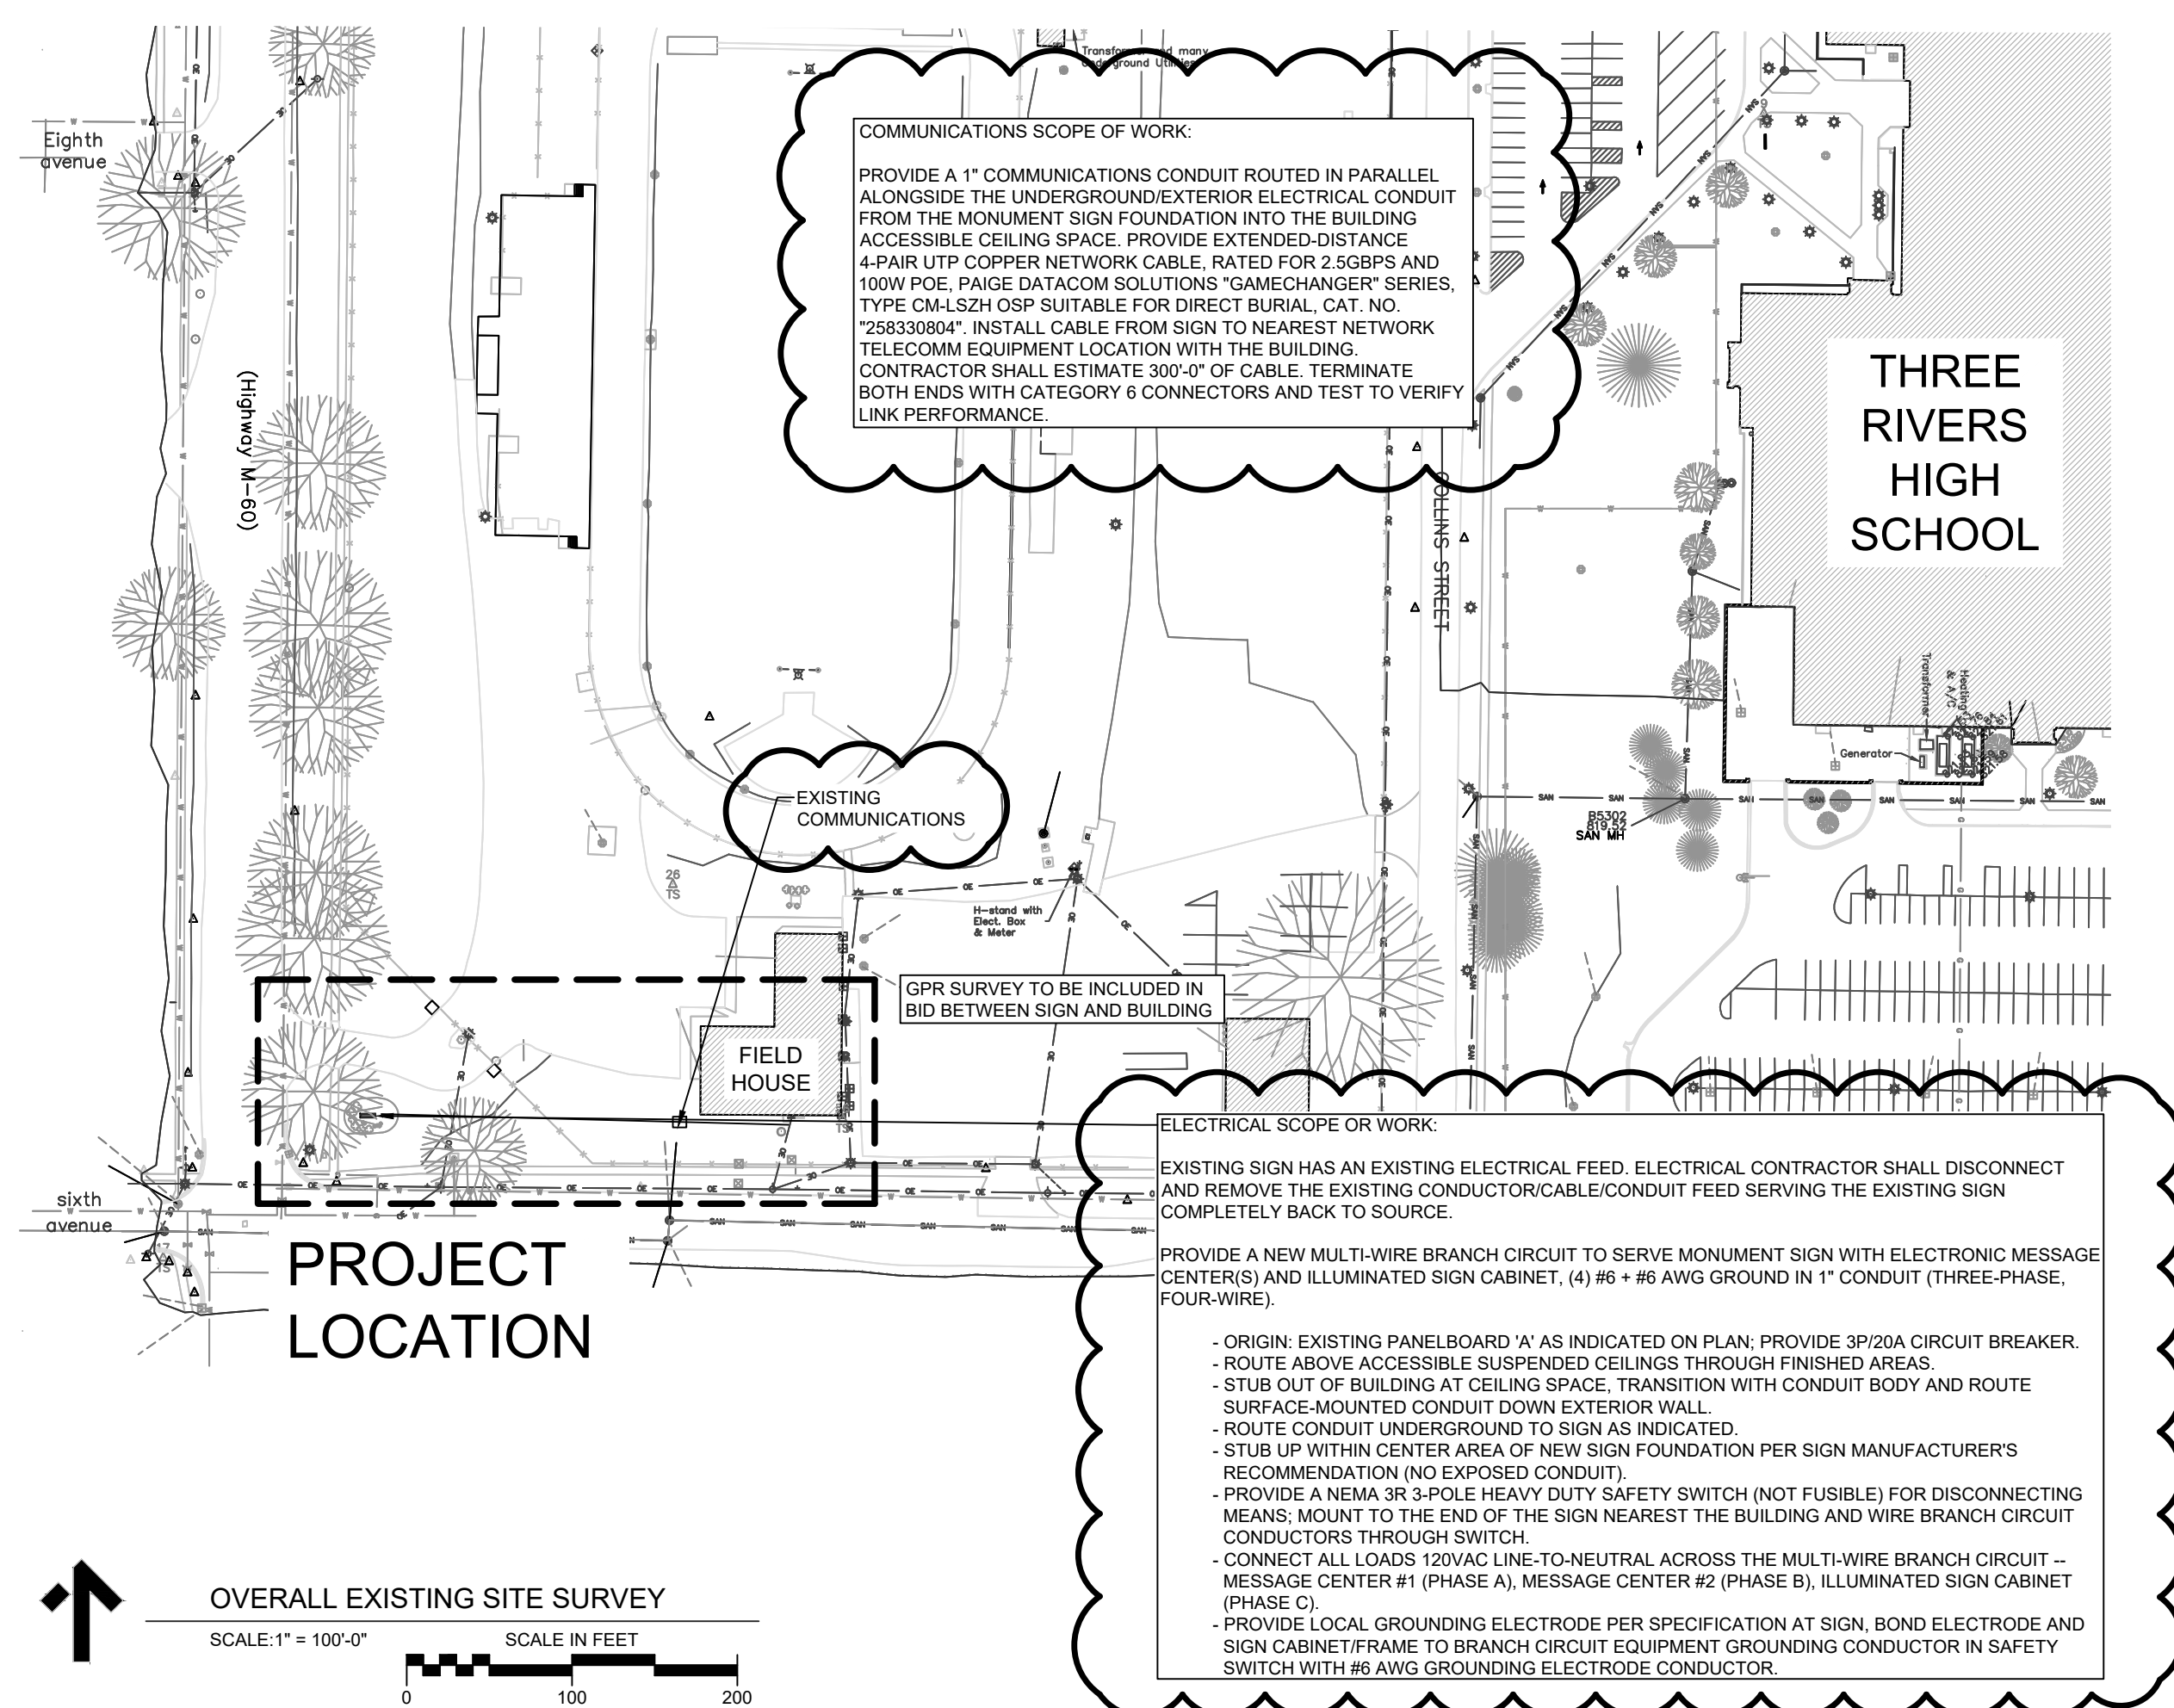 Transformer and many
Underground Utilities
Eighth
avenue
(Highway M-60)
COMMUNICATIONS SCOPE OF WORK:
PROVIDE A 1" COMMUNICATIONS CONDUIT ROUTED IN PARALLEL
ALONGSIDE THE UNDERGROUND/EXTERIOR ELECTRICAL CONDUIT
FROM THE MONUMENT SIGN FOUNDATION INTO THE BUILDING
ACCESSIBLE CEILING SPACE. PROVIDE EXTENDED-DISTANCE
4-PAIR UTP COPPER NETWORK CABLE, RATED FOR 2.5GBPS AND
100W POE, PAIGE DATACOM SOLUTIONS "GAMECHANGER" SERIES,
TYPE CM-LSZH OSP SUITABLE FOR DIRECT BURIAL, CAT. NO.
"258330804". INSTALL CABLE FROM SIGN TO NEAREST NETWORK
TELECOMM EQUIPMENT LOCATION WITH THE BUILDING.
CONTRACTOR SHALL ESTIMATE 300'-0" OF CABLE. TERMINATE
BOTH ENDS WITH CATEGORY 6 CONNECTORS AND TEST TO VERIFY
LINK PERFORMANCE.
THREE
RIVERS
HIGH
SCHOOL
COLLINS STREET
Transformer
Heating
& A/C
Generator
B5302
819.52
SAN MH
EXISTING
COMMUNICATIONS
26
TS
H-stand with
Elect. Box
& Meter
GPR SURVEY TO BE INCLUDED IN
BID BETWEEN SIGN AND BUILDING
FIELD
HOUSE
sixth
avenue
PROJECT
LOCATION
ELECTRICAL SCOPE OR WORK:
EXISTING SIGN HAS AN EXISTING ELECTRICAL FEED. ELECTRICAL CONTRACTOR SHALL DISCONNECT
AND REMOVE THE EXISTING CONDUCTOR/CABLE/CONDUIT FEED SERVING THE EXISTING SIGN
COMPLETELY BACK TO SOURCE.
PROVIDE A NEW MULTI-WIRE BRANCH CIRCUIT TO SERVE MONUMENT SIGN WITH ELECTRONIC MESSAGE
CENTER(S) AND ILLUMINATED SIGN CABINET, (4) #6 + #6 AWG GROUND IN 1" CONDUIT (THREE-PHASE,
FOUR-WIRE).
- ORIGIN: EXISTING PANELBOARD 'A' AS INDICATED ON PLAN; PROVIDE 3P/20A CIRCUIT BREAKER.
- ROUTE ABOVE ACCESSIBLE SUSPENDED CEILINGS THROUGH FINISHED AREAS.
- STUB OUT OF BUILDING AT CEILING SPACE, TRANSITION WITH CONDUIT BODY AND ROUTE
SURFACE-MOUNTED CONDUIT DOWN EXTERIOR WALL.
- ROUTE CONDUIT UNDERGROUND TO SIGN AS INDICATED.
- STUB UP WITHIN CENTER AREA OF NEW SIGN FOUNDATION PER SIGN MANUFACTURER'S
RECOMMENDATION (NO EXPOSED CONDUIT).
- PROVIDE A NEMA 3R 3-POLE HEAVY DUTY SAFETY SWITCH (NOT FUSIBLE) FOR DISCONNECTING
MEANS; MOUNT TO THE END OF THE SIGN NEAREST THE BUILDING AND WIRE BRANCH CIRCUIT
CONDUCTORS THROUGH SWITCH.
- CONNECT ALL LOADS 120VAC LINE-TO-NEUTRAL ACROSS THE MULTI-WIRE BRANCH CIRCUIT --
MESSAGE CENTER #1 (PHASE A), MESSAGE CENTER #2 (PHASE B), ILLUMINATED SIGN CABINET
(PHASE C).
- PROVIDE LOCAL GROUNDING ELECTRODE PER SPECIFICATION AT SIGN, BOND ELECTRODE AND
SIGN CABINET/FRAME TO BRANCH CIRCUIT EQUIPMENT GROUNDING CONDUCTOR IN SAFETY
SWITCH WITH #6 AWG GROUNDING ELECTRODE CONDUCTOR.
OVERALL EXISTING SITE SURVEY
SCALE:1" = 100'-0"
SCALE IN FEET
0 100 200